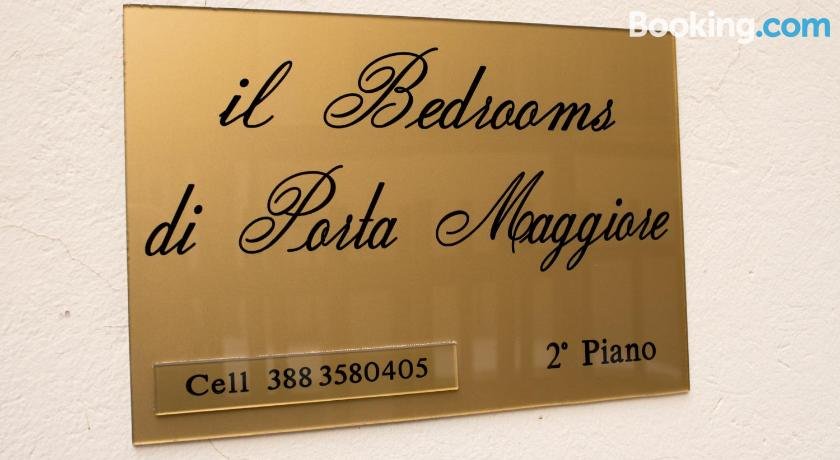 Booking.com
il Bedrooms
di Porta Maggiore
2° Piano
Cell 388 3580405